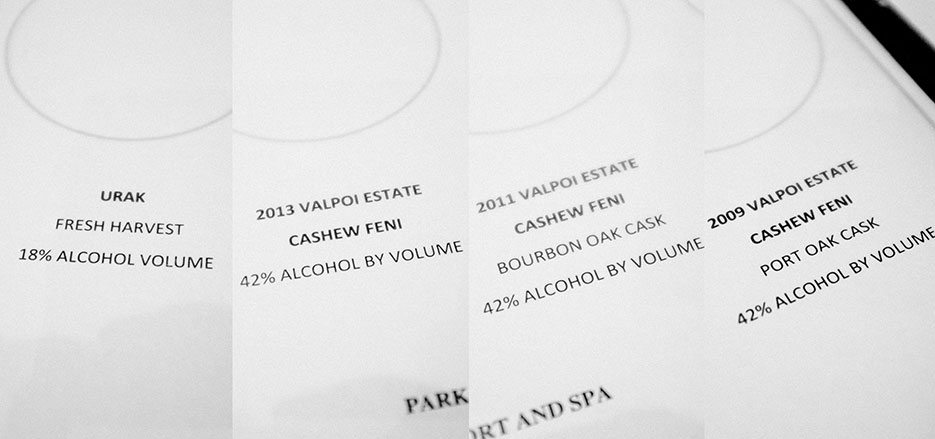 URAK
FRESH HARVEST
18% ALCOHOL VOLUME
2013 VALPOI ESTATE
CASHEW FENI
42% ALCOHOL BY VOLUME
PARK
2011 VALPOI ESTATE
CASHEW FENI
BOURBON OAK CASK
42% ALCOHOL BY VOLUME
ORT AND SPA
2009 VALPOI ESTATE
CASHEW FENI
PORT OAK CASK
42% ALCOHOL BY VOLUME